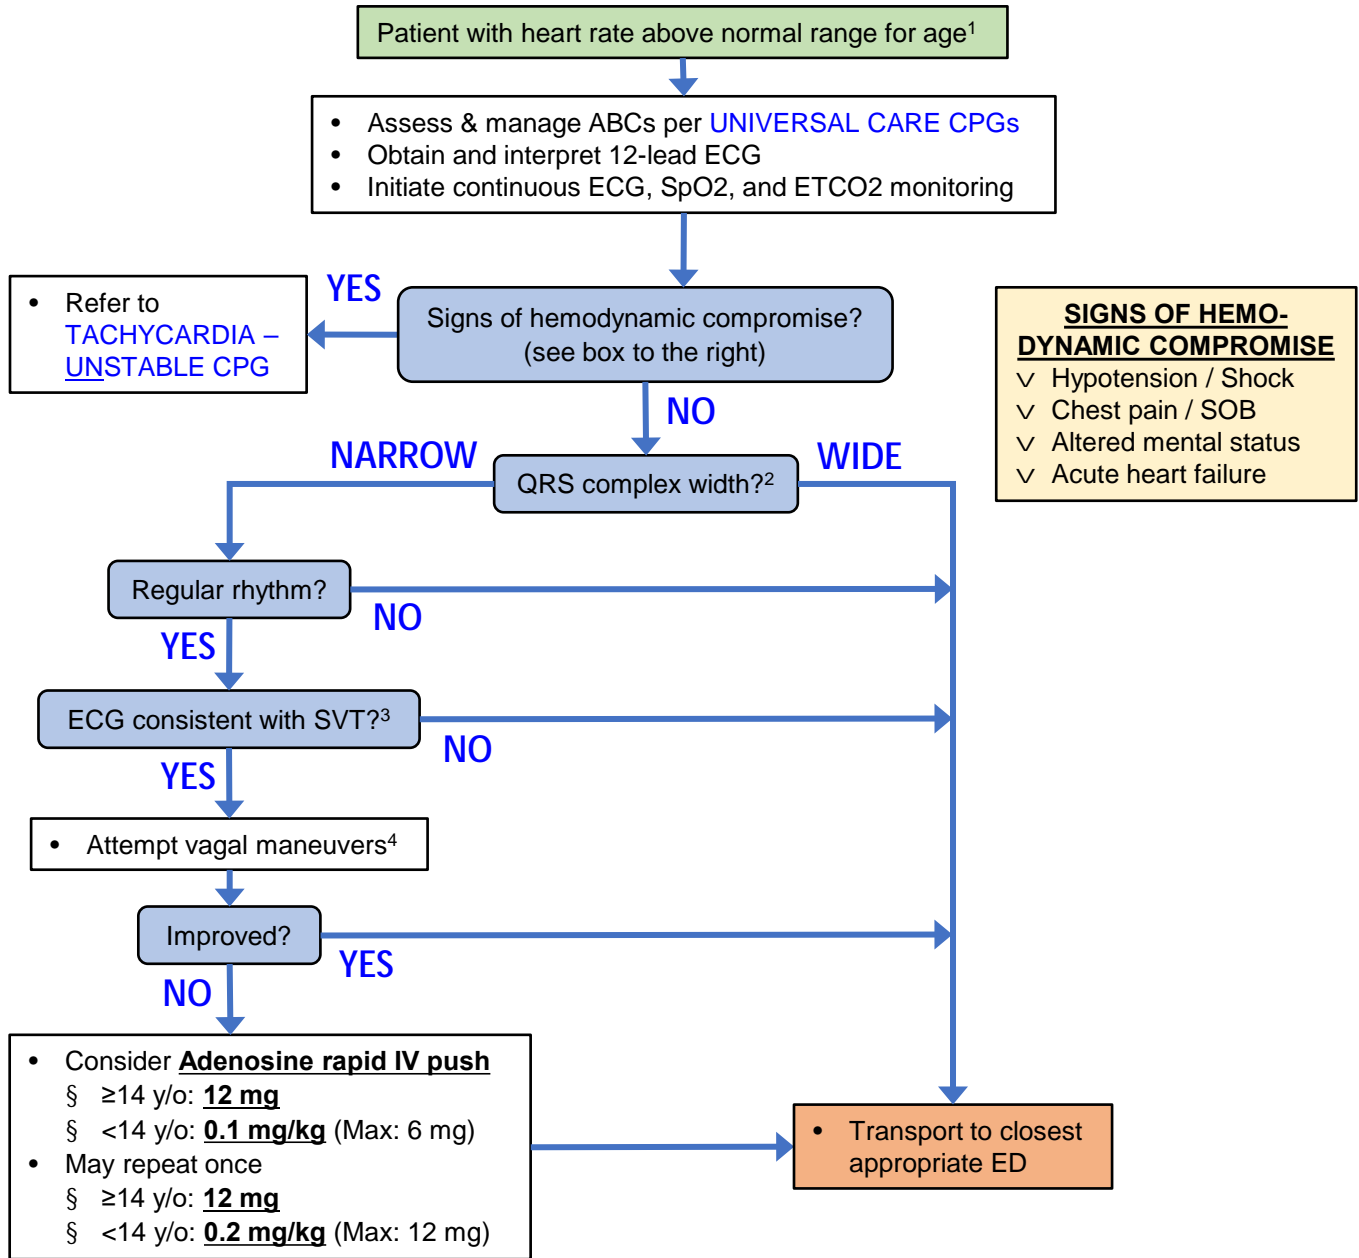 Patient with heart rate above normal range for age¹
• Assess & manage ABCs per UNIVERSAL CARE CPGs
• Obtain and interpret 12-lead ECG
• Initiate continuous ECG, SpO2, and ETCO2 monitoring
YES
• Refer to
TACHYCARDIA –
UNSTABLE CPG
Signs of hemodynamic compromise?
(see box to the right)
SIGNS OF HEMO-
DYNAMIC COMPROMISE
v Hypotension / Shock
v Chest pain / SOB
v Altered mental status
v Acute heart failure
NO
NARROW
WIDE
QRS complex width?²
Regular rhythm?
NO
YES
ECG consistent with SVT?³
NO
YES
• Attempt vagal maneuvers⁴
Improved?
YES
NO
• Consider Adenosine rapid IV push
§ ≥14 y/o: 12 mg
§ <14 y/o: 0.1 mg/kg (Max: 6 mg)
• May repeat once
§ ≥14 y/o: 12 mg
§ <14 y/o: 0.2 mg/kg (Max: 12 mg)
• Transport to closest
appropriate ED